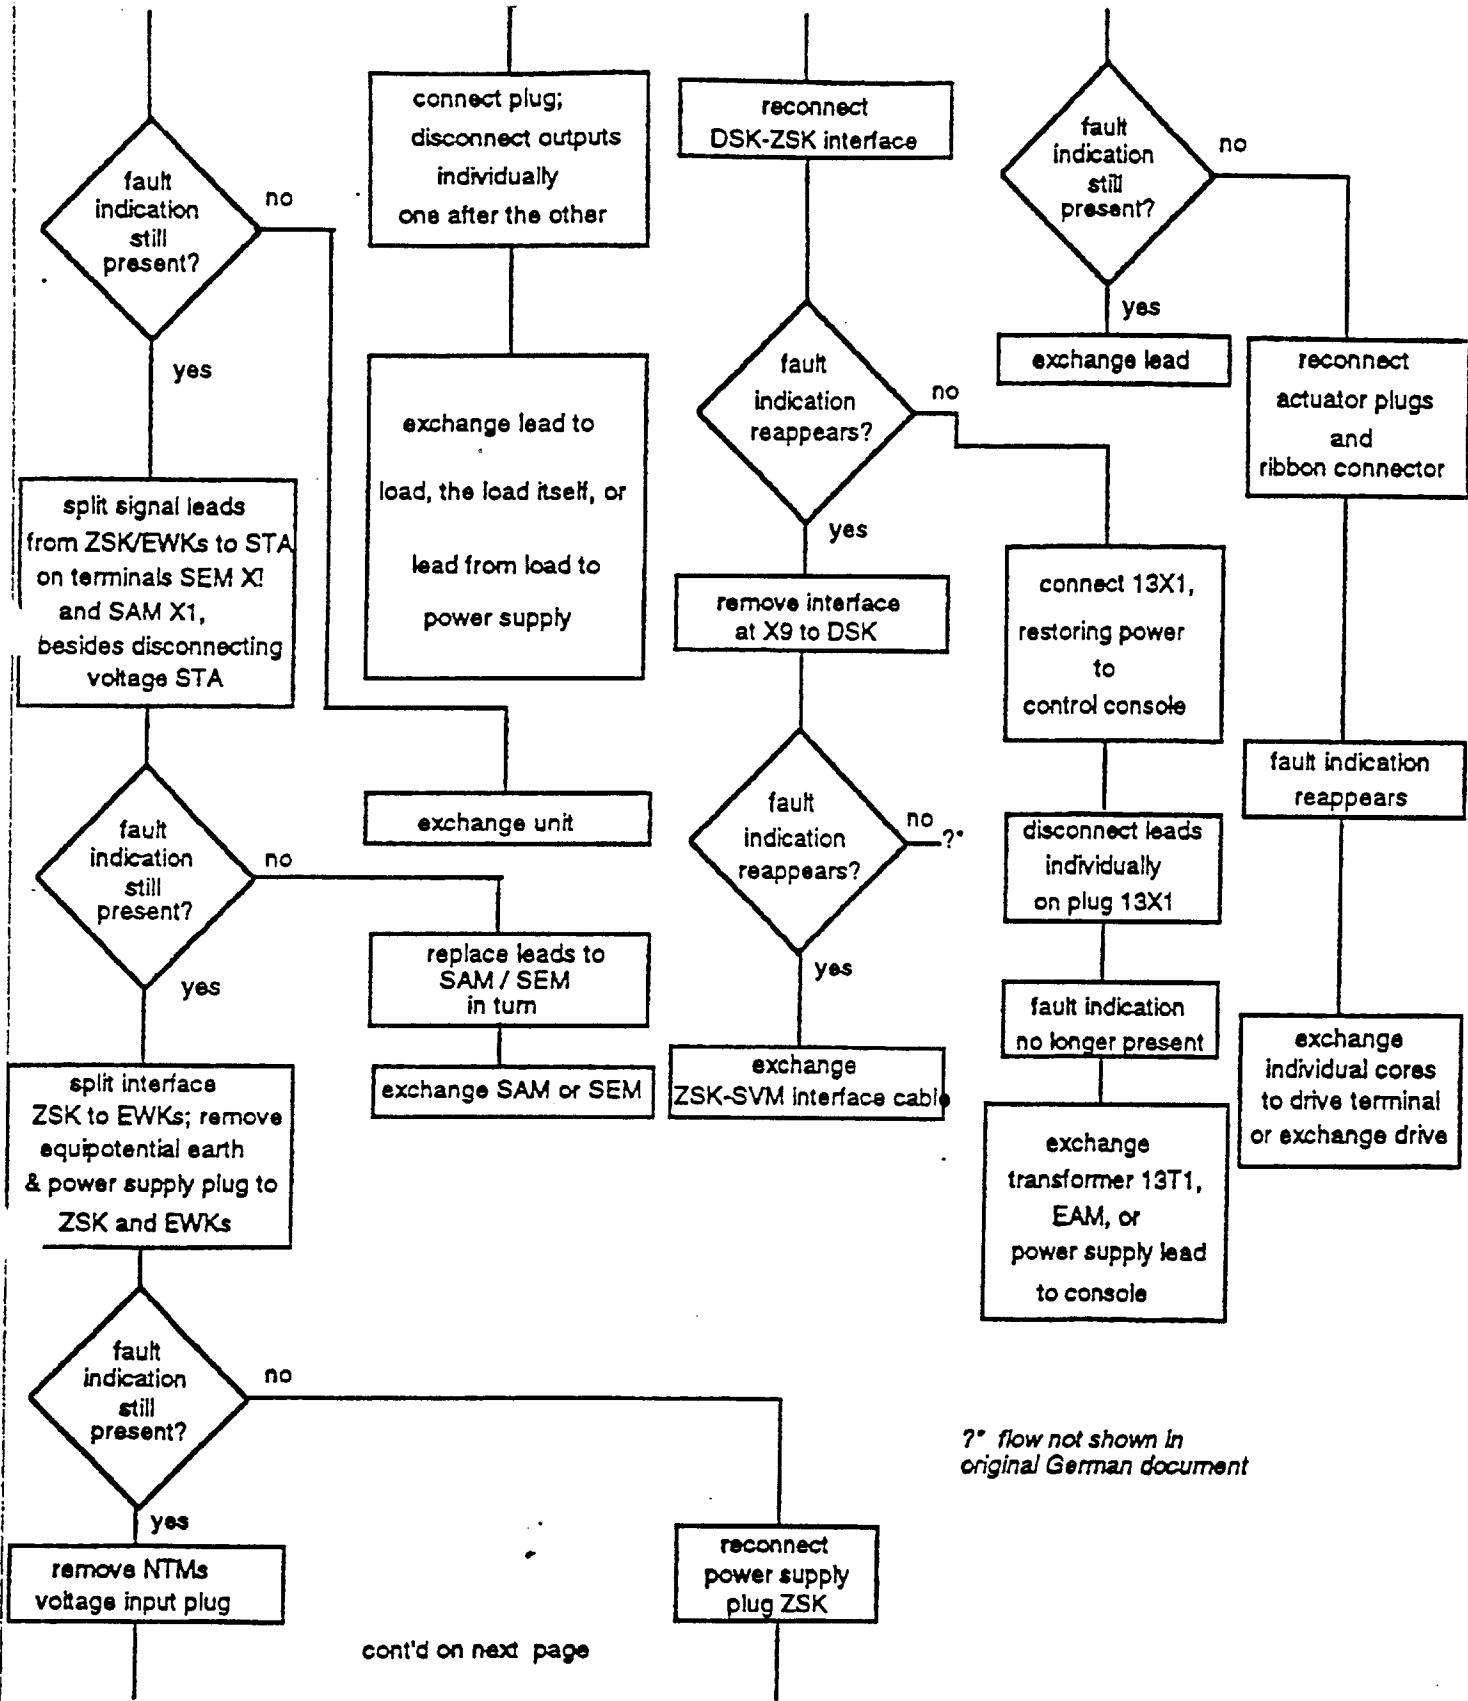 fault
indication
still
present?
no
yes
split signal leads
from ZSK/EWKs to STA
on terminals SEM X!
and SAM X1,
besides disconnecting
voltage STA
fault
indication
still
present?
no
yes
split interface
ZSK to EWKs; remove
equipotential earth
& power supply plug to
ZSK and EWKs
fault
indication
still
present?
no
yes
remove NTMs
voltage input plug
connect plug;
disconnect outputs
individually
one after the other
exchange lead to
load, the load itself, or
lead from load to
power supply
exchange unit
replace leads to
SAM / SEM
in turn
exchange SAM or SEM
reconnect
DSK-ZSK interface
fault
indication
reappears?
no
yes
remove interface
at X9 to DSK
fault
indication
reappears?
no
?*
yes
exchange
ZSK-SVM interface cable
reconnect
power supply
plug ZSK
fault
indication
still
present?
no
yes
exchange lead
connect 13X1,
restoring power
to
control console
disconnect leads
individually
on plug 13X1
fault indication
no longer present
exchange
transformer 13T1,
EAM, or
power supply lead
to console
reconnect
actuator plugs
and
ribbon connector
fault indication
reappears
exchange
individual cores
to drive terminal
or exchange drive
?* flow not shown in
original German document
cont'd on next page